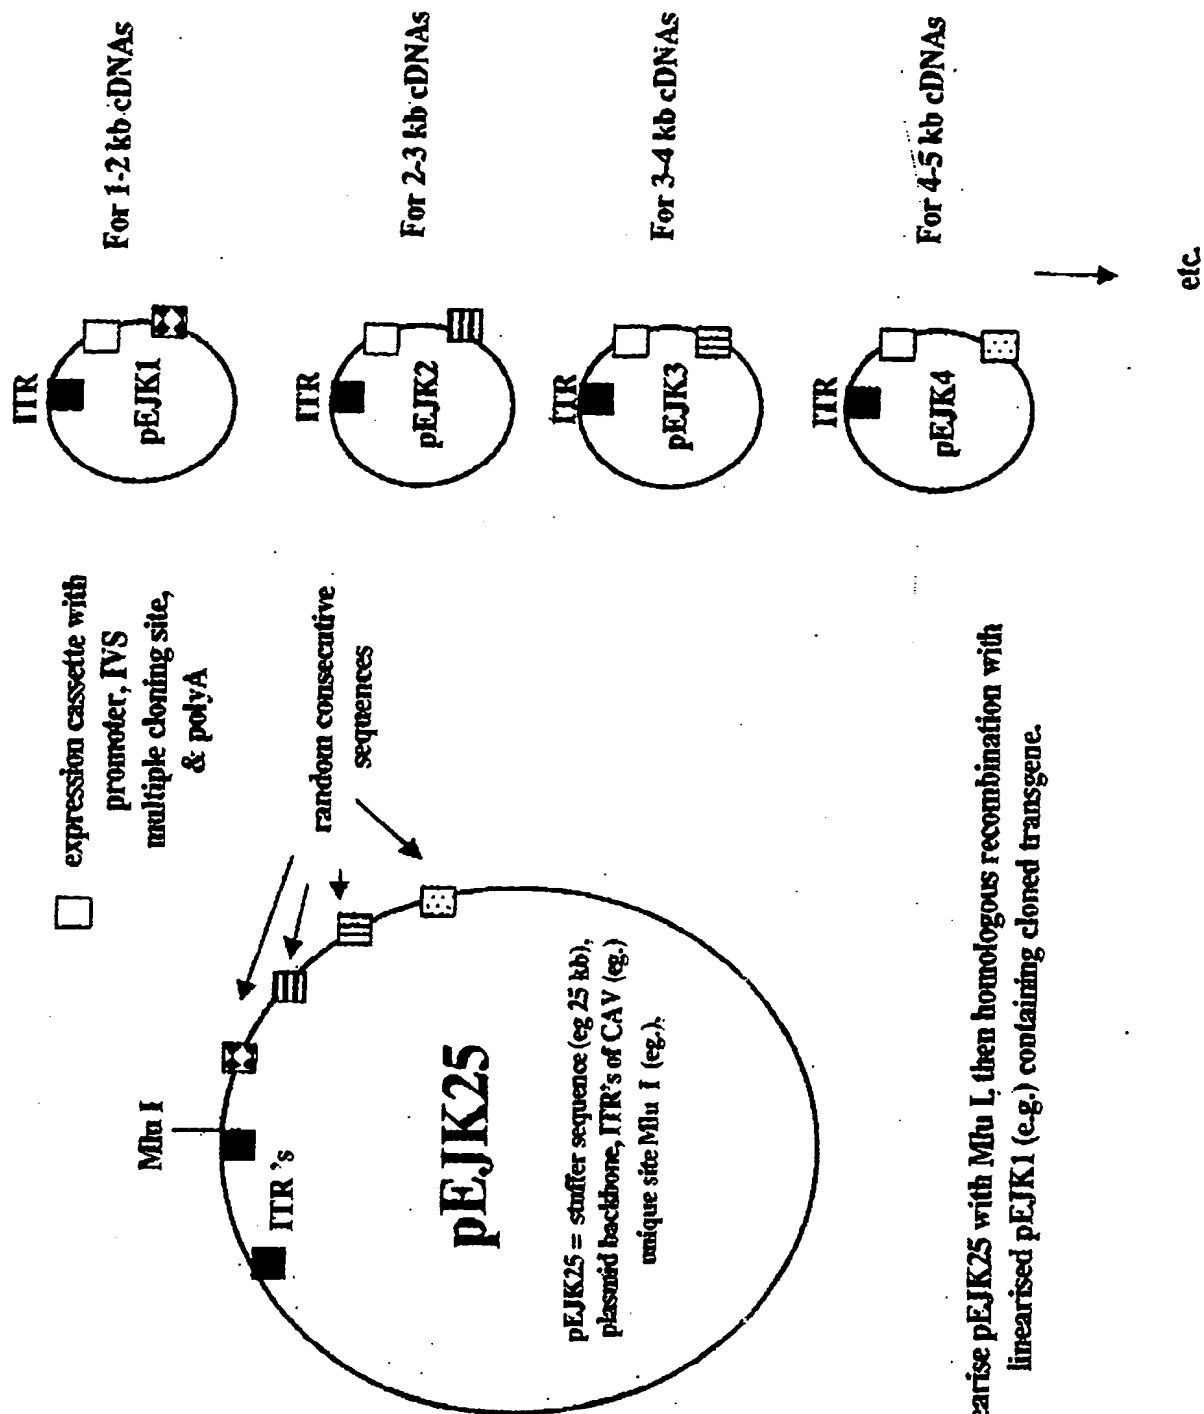 expression cassette with
promoter, IVS
multiple cloning site,
& polyA
random consecutive
sequences
Mlu I
ITR's
pEJK25
pEJK25 = stuffer sequence (eg 25 kb),
plasmid backbone, ITR's of CAV (eg.)
unique site Mlu I (eg.),
earise pEJK25 with Mlu I, then homologous recombination with
linearised pEJK1 (e.g.) containing cloned transgene.
ITR
pEJK1
For 1-2 kb cDNAs
ITR
pEJK2
For 2-3 kb cDNAs
ITR
pEJK3
For 3-4 kb cDNAs
ITR
pEJK4
For 4-5 kb cDNAs
etc.